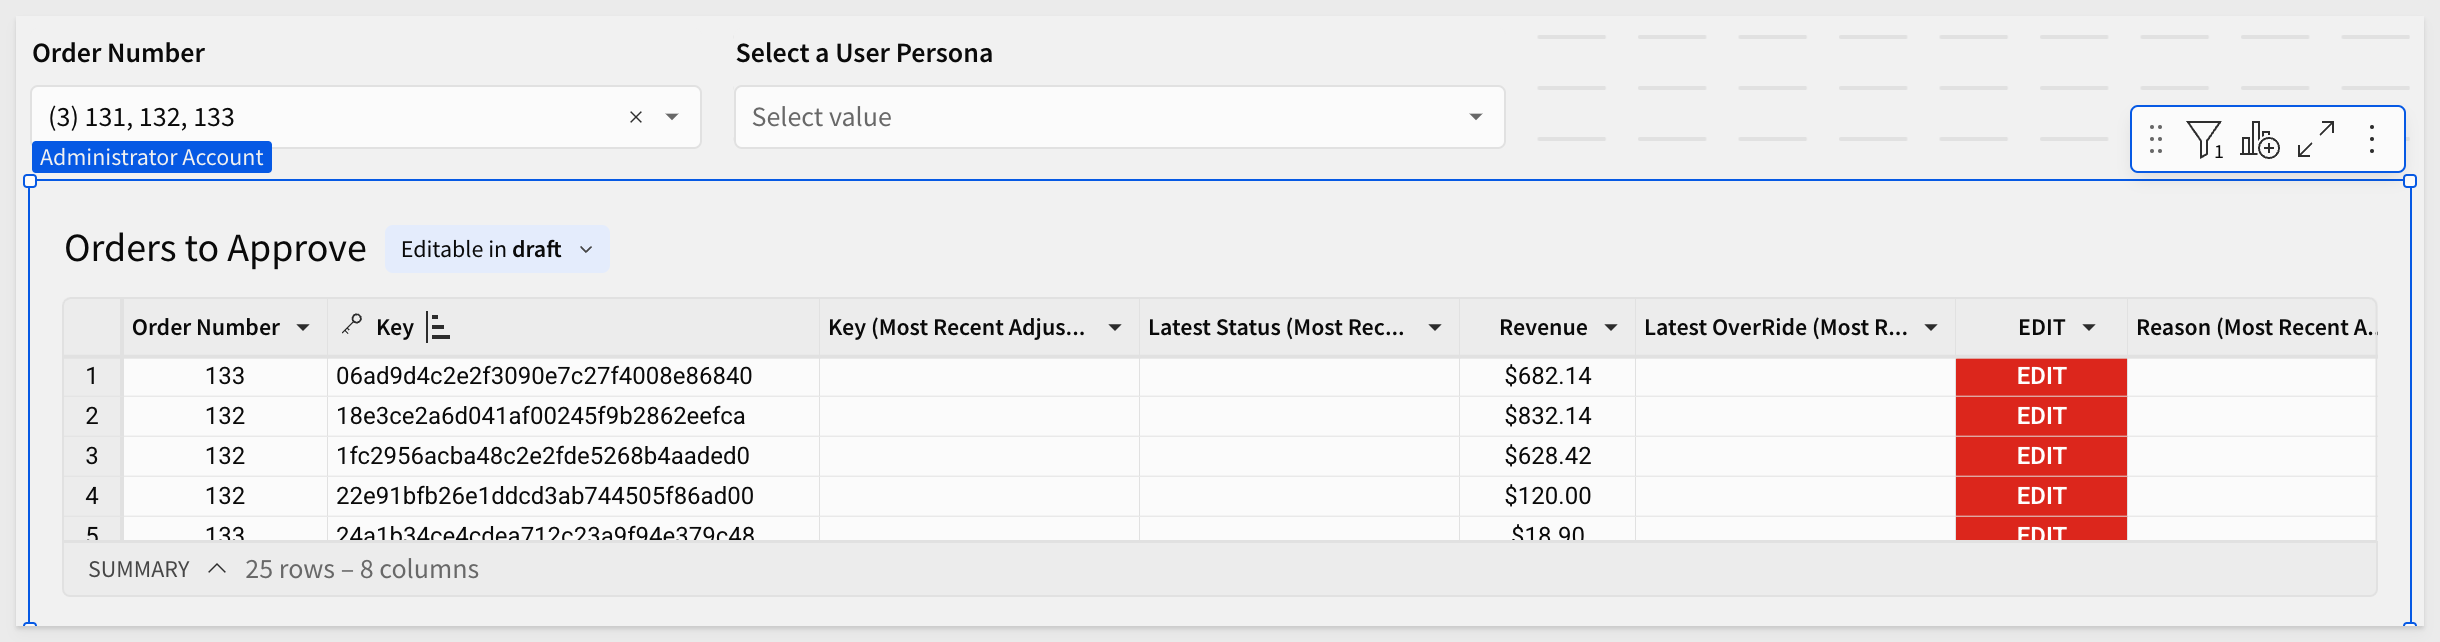 Order Number
Select a User Persona
(3) 131, 132, 133
Select value
Administrator Account
1
Orders to Approve
Editable in draft
Order Number Key Key (Most Recent Adjus... Latest Status (Most Rec... Revenue Latest OverRide (Most R... EDIT Reason (Most Recent A..
1 133 06ad9d4c2e2f3090e7c27f4008e86840 $682.14 EDIT
2 132 18e3ce2a6d041af00245f9b2862eefca $832.14 EDIT
3 132 1fc2956acba48c2e2fde5268b4aaded0 $628.42 EDIT
4 132 22e91bfb26e1ddcd3ab744505f86ad00 $120.00 EDIT
5 133 24a1b34ce4cdea712c23a9f94e379c48 $18.90 EDIT
SUMMARY 25 rows – 8 columns